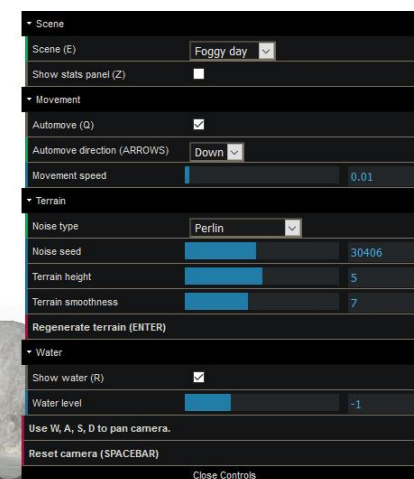 Scene
Scene (E) Foggy day
Show stats panel (Z)
Movement
Automove (Q)
Automove direction (ARROWS) Down
Movement speed 0.01
Terrain
Noise type Perlin
Noise seed 30406
Terrain height 5
Terrain smoothness 7
Regenerate terrain (ENTER)
Water
Show water (R)
Water level -1
Use W, A, S, D to pan camera.
Reset camera (SPACEBAR)
Close Controls